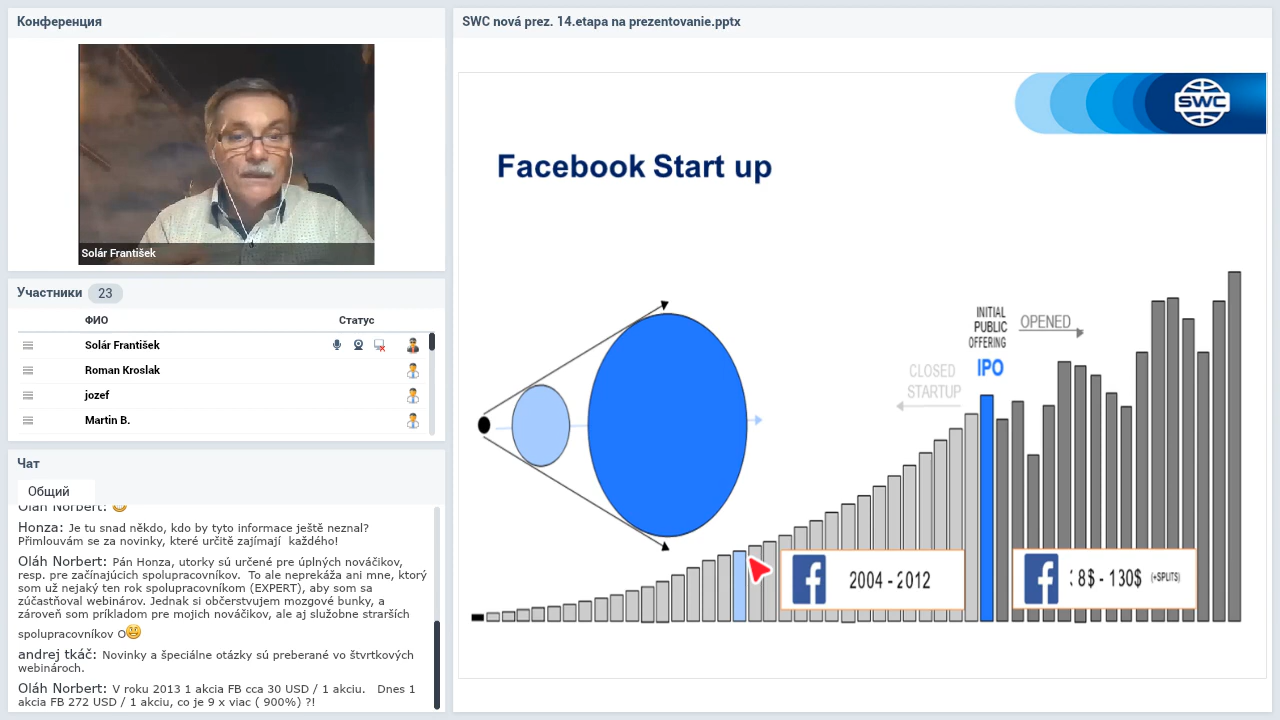 Конференция
Solár František
Участники 23
ФИО Статус
Solár František
Roman Kroslak
jozef
Martin B.
Чат
Общий
Oláh Norbert:
Honza: Je tu snad někdo, kdo by tyto informace ještě neznal?
Přimlouvám se za novinky, které určitě zajímají každého!
Oláh Norbert: Pán Honza, utorky sú určené pre úplných nováčikov,
resp. pre začínajúcich spolupracovníkov. To ale neprekáža ani mne, ktorý
som už nejaký ten rok spolupracovníkom (EXPERT), aby som sa
zúčastňoval webinárov. Jednak si občerstvujem mozgové bunky, a
zároveň som príkladom pre mojich nováčikov, ale aj služobne strarších
spolupracovníkov O
andrej tkáč: Novinky a špeciálne otázky sú preberané vo štvrtkových
webinároch.
Oláh Norbert: V roku 2013 1 akcia FB cca 30 USD / 1 akciu. Dnes 1
akcia FB 272 USD / 1 akciu, co je 9 x viac ( 900%) ?!
SWC nová prez. 14.etapa na prezentovanie.pptx
SWC
Facebook Start up
INITIAL
PUBLIC
OFFERING
IPO
OPENED
CLOSED
STARTUP
2004 - 2012
8$ - 130$ (+SPLITS)